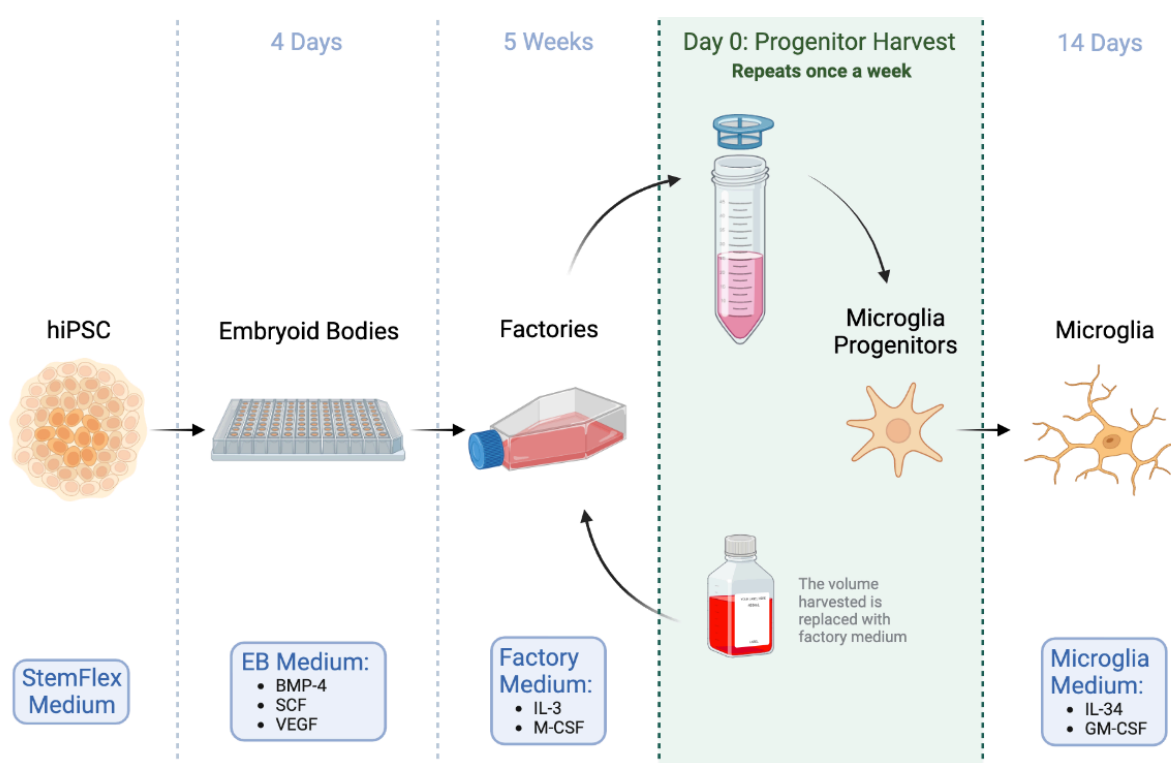 4 Days
5 Weeks
Day 0: Progenitor Harvest
Repeats once a week
14 Days
hiPSC
Embryoid Bodies
Factories
Microglia
Progenitors
Microglia
The volume
harvested is
replaced with
factory medium
StemFlex
Medium
EB Medium:
• BMP-4
• SCF
• VEGF
Factory
Medium:
• IL-3
• M-CSF
Microglia
Medium:
• IL-34
• GM-CSF